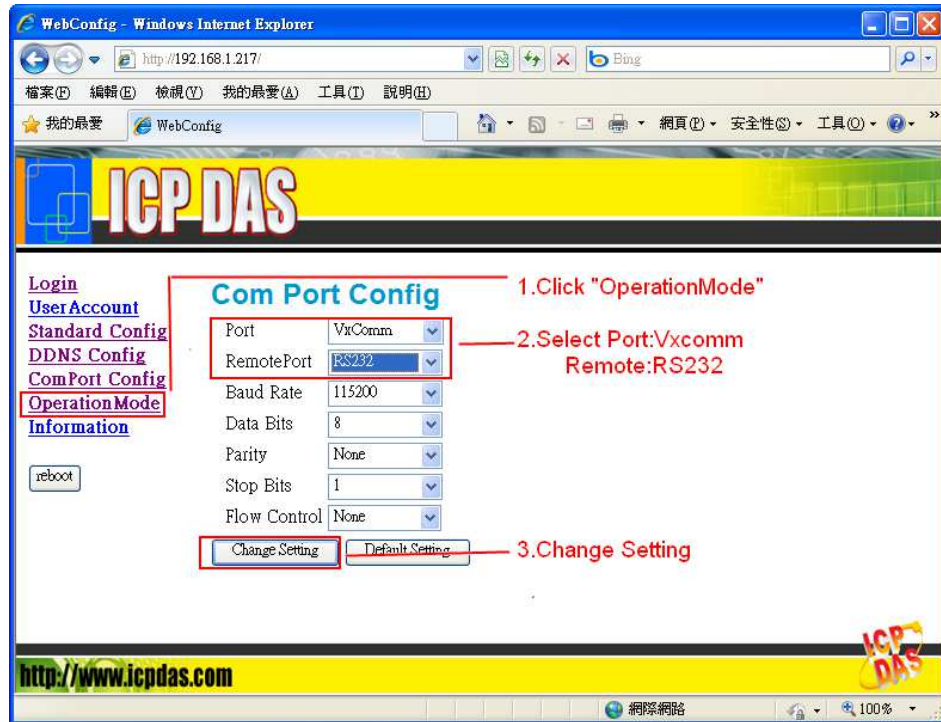 WebConfig - Windows Internet Explorer
http://192.168.1.217/
Bing
檔案(F) 編輯(E) 檢視(V) 我的最愛(A) 工具(T) 說明(H)
我的最愛 WebConfig 網頁(P) 安全性(S) 工具(O) »
ICP DAS
Login
UserAccount
Standard Config
DDNS Config
ComPort Config
OperationMode
Information
reboot
Com Port Config
Port VxComm
RemotePort RS232
Baud Rate 115200
Data Bits 8
Parity None
Stop Bits 1
Flow Control None
Change Setting Default Setting
1.Click "OperationMode"
2.Select Port:Vxcomm
Remote:RS232
3.Change Setting
ICP DAS
http://www.icpdas.com
網際網路 100%